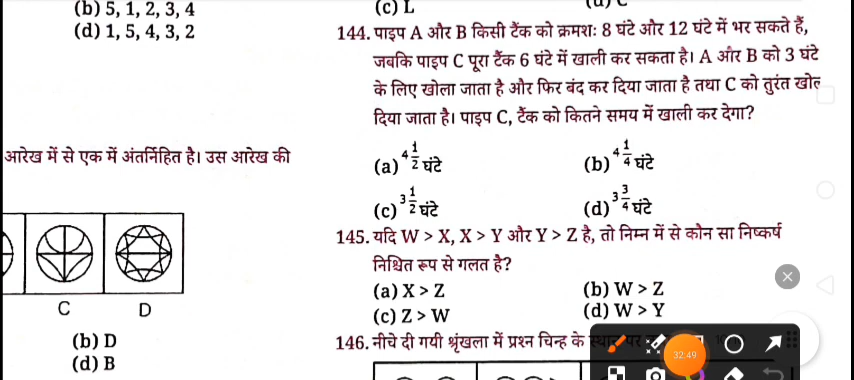 (b) 5, 1, 2, 3, 4
(d) 1, 5, 4, 3, 2
आरेख में से एक में अंतर्निहित है। उस आरेख की
C D
(b) D
(d) B
(c) L
144. पाइप A और B किसी टैंक को क्रमशः 8 घंटे और 12 घंटे में भर सकते हैं,
जबकि पाइप C पूरा टैंक 6 घंटे में खाली कर सकता है। A और B को 3 घंटे
के लिए खोला जाता है और फिर बंद कर दिया जाता है तथा C को तुरंत खोल
दिया जाता है। पाइप C, टैंक को कितने समय में खाली कर देगा?
(a) 4 1/2 घंटे (b) 4 1/4 घंटे
(c) 3 1/2 घंटे (d) 3 3/4 घंटे
145. यदि W > X, X > Y और Y > Z है, तो निम्न में से कौन सा निष्कर्ष
निश्चित रूप से गलत है?
(a) X > Z (b) W > Z
(c) Z > W (d) W > Y
146. नीचे दी गयी श्रृंखला में प्रश्न चिन्ह के स्थान पर
32:49